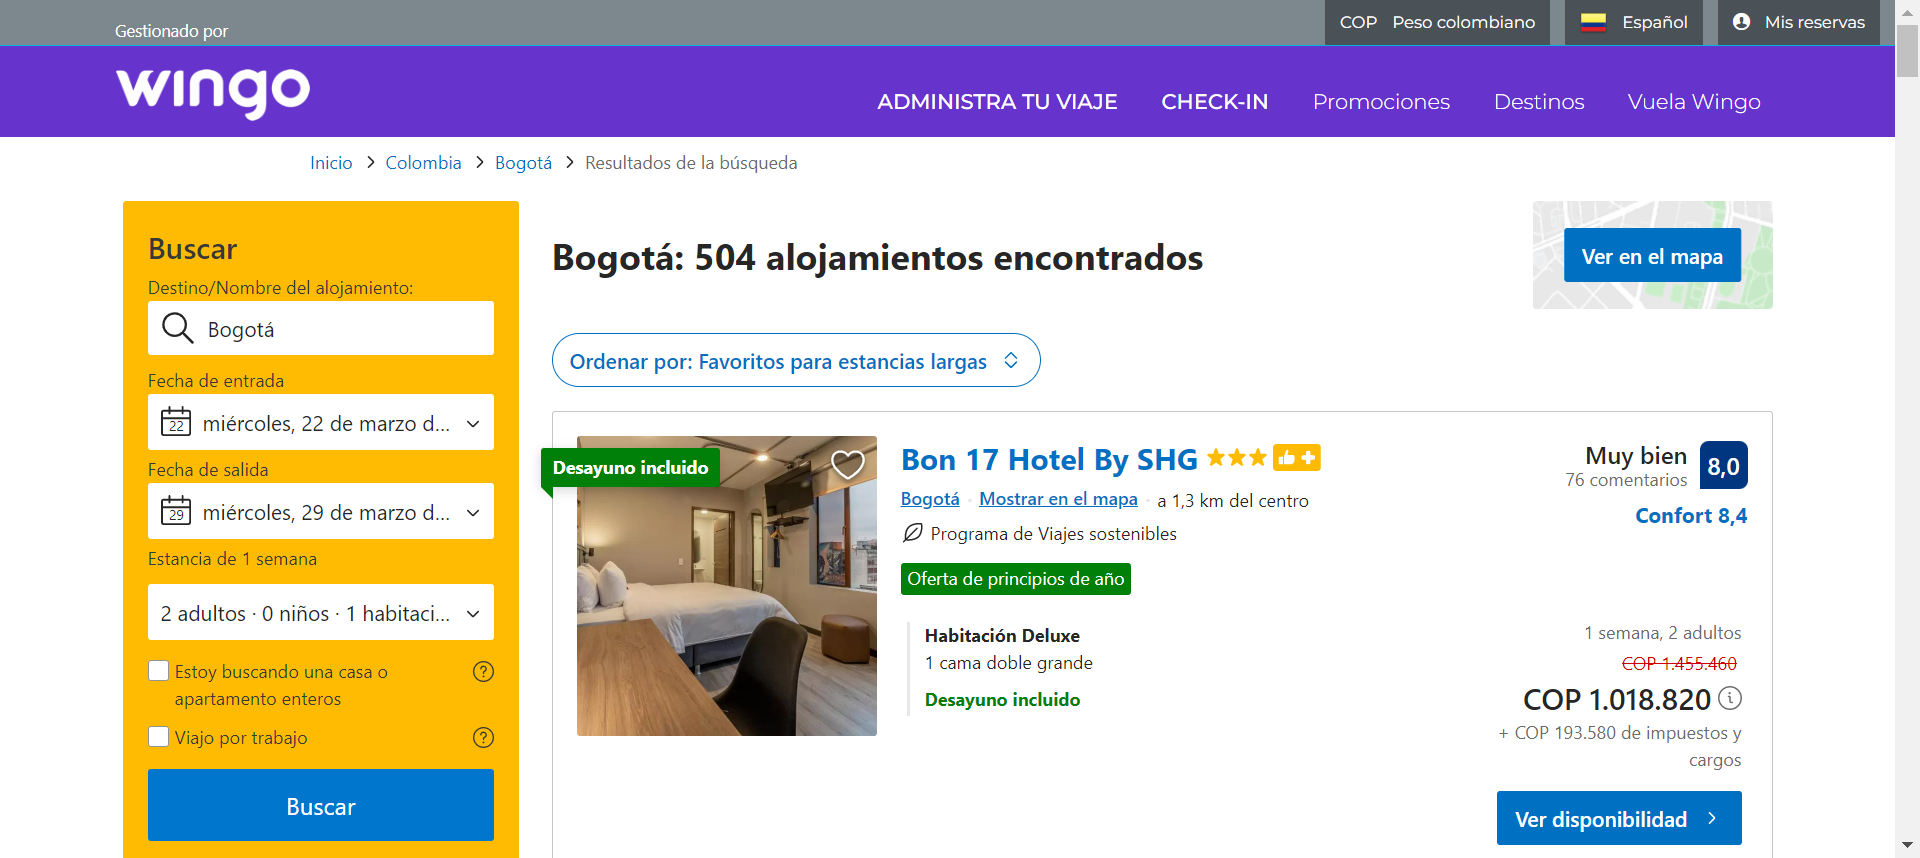 Gestionado por
COP Peso colombiano
Español
Mis reservas
wingo
ADMINISTRA TU VIAJE
CHECK-IN
Promociones
Destinos
Vuela Wingo
Inicio > Colombia > Bogotá > Resultados de la búsqueda
Buscar
Destino/Nombre del alojamiento:
Bogotá
Fecha de entrada
22 miércoles, 22 de marzo d...
Fecha de salida
29 miércoles, 29 de marzo d...
Estancia de 1 semana
2 adultos · 0 niños · 1 habitaci...
Estoy buscando una casa o
apartamento enteros
Viajo por trabajo
Buscar
Bogotá: 504 alojamientos encontrados
Ver en el mapa
Ordenar por: Favoritos para estancias largas
Desayuno incluido
Bon 17 Hotel By SHG
Bogotá · Mostrar en el mapa · a 1,3 km del centro
Programa de Viajes sostenibles
Oferta de principios de año
Habitación Deluxe
1 cama doble grande
Desayuno incluido
Muy bien 8,0
76 comentarios
Confort 8,4
1 semana, 2 adultos
COP 1.455.460
COP 1.018.820
+ COP 193.580 de impuestos y
cargos
Ver disponibilidad